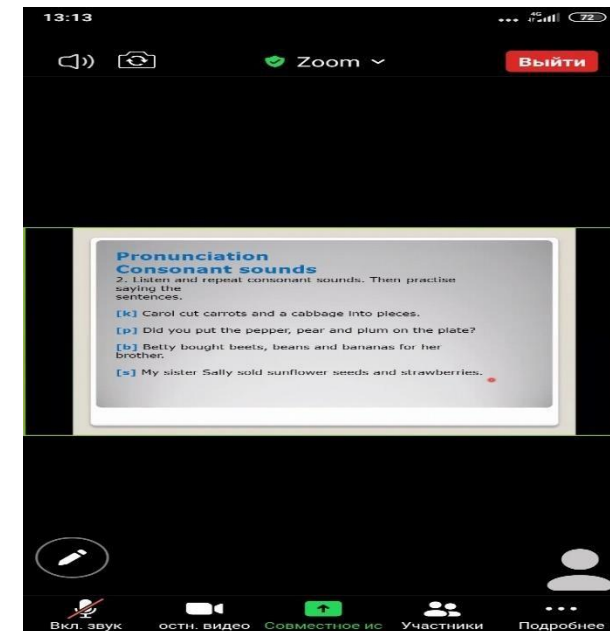 13:13
4G
72
Zoom
Выйти
Pronunciation
Consonant sounds
2. Listen and repeat consonant sounds. Then practise
saying the
sentences.
[k] Carol cut carrots and a cabbage into pieces.
[p] Did you put the pepper, pear and plum on the plate?
[b] Betty bought beets, beans and bananas for her
brother.
[s] My sister Sally sold sunflower seeds and strawberries.
Вкл. звук остн. видео Совместное ис Участники Подробнее